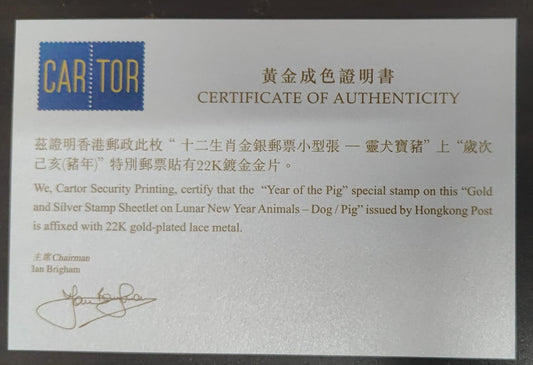 CARTOR
黃金成色證明書
CERTIFICATE OF AUTHENTICITY
茲證明香港郵政此枚“ 十二生肖金銀郵票小型張 — 靈犬寶豬”上“歲次
己亥(豬年)”特別郵票貼有22K鍍金金片。
We, Cartor Security Printing, certify that the “Year of the Pig” special stamp on this “Gold
and Silver Stamp Sheetlet on Lunar New Year Animals – Dog / Pig” issued by Hongkong Post
is affixed with 22K gold-plated lace metal.
主席 Chairman
Ian Brigham